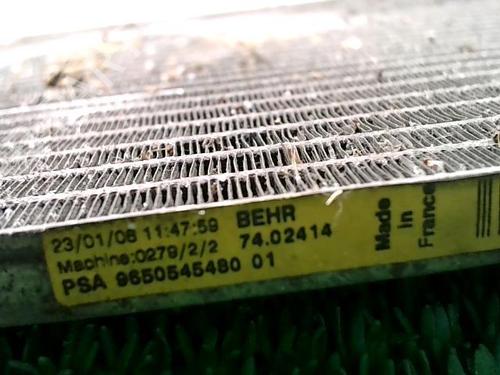 23/01/08 11:47:59 BEHR
Machine:0279/2/2 74.02414
PSA 9650545480 01
Made
in
France